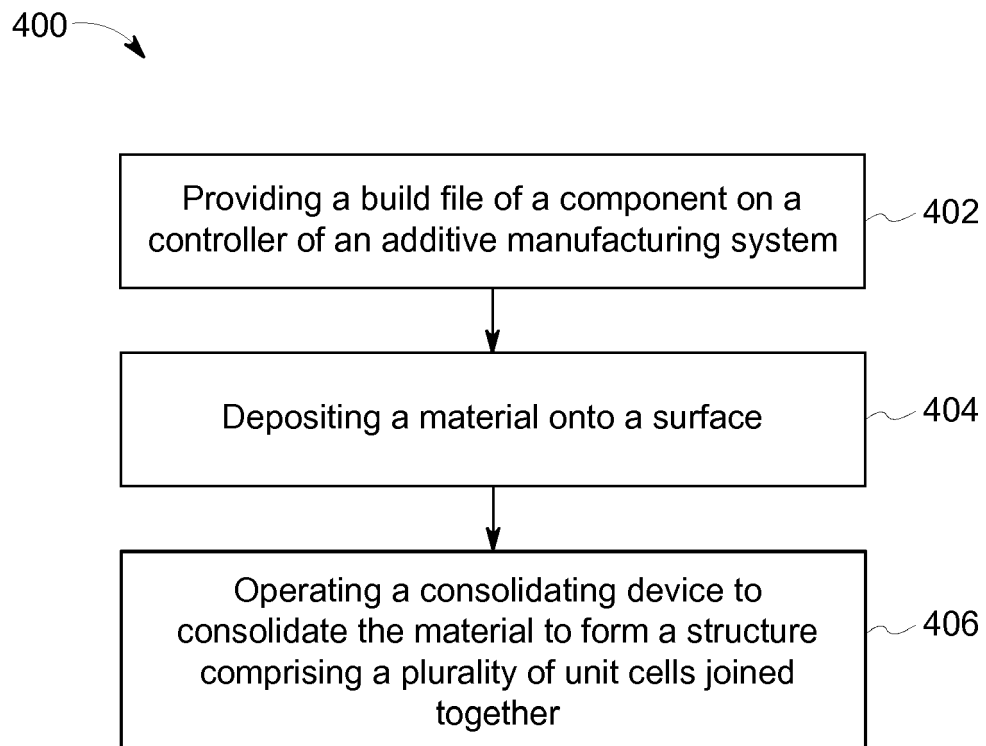 400
Providing a build file of a component on a
controller of an additive manufacturing system
402
Depositing a material onto a surface
404
Operating a consolidating device to
consolidate the material to form a structure
comprising a plurality of unit cells joined
together
406